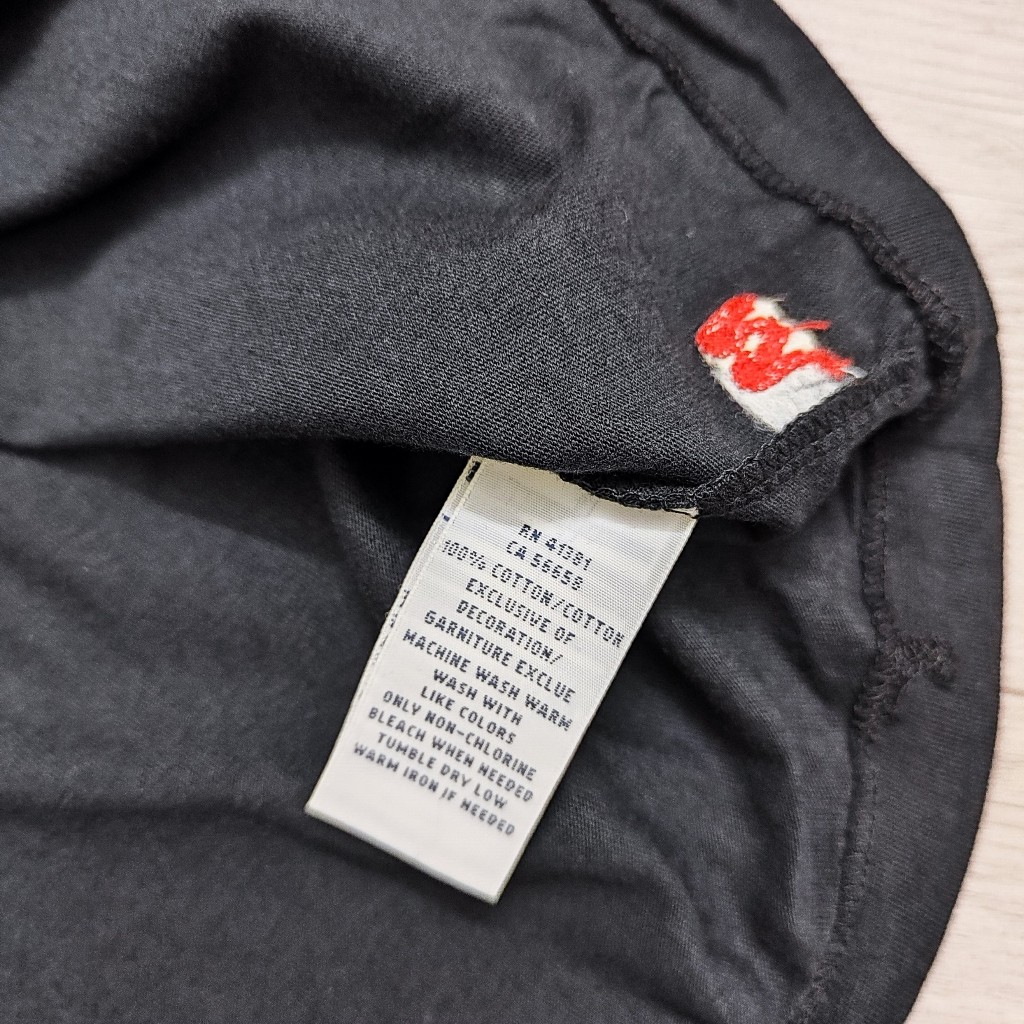 RN 41381
CA 56658
100% COTTON/COTTON
EXCLUSIVE OF
DECORATION/
GARNITURE EXCLUE
MACHINE WASH WARM
WASH WITH
LIKE COLORS
ONLY NON-CHLORINE
BLEACH WHEN NEEDED
TUMBLE DRY LOW
WARM IRON IF NEEDED